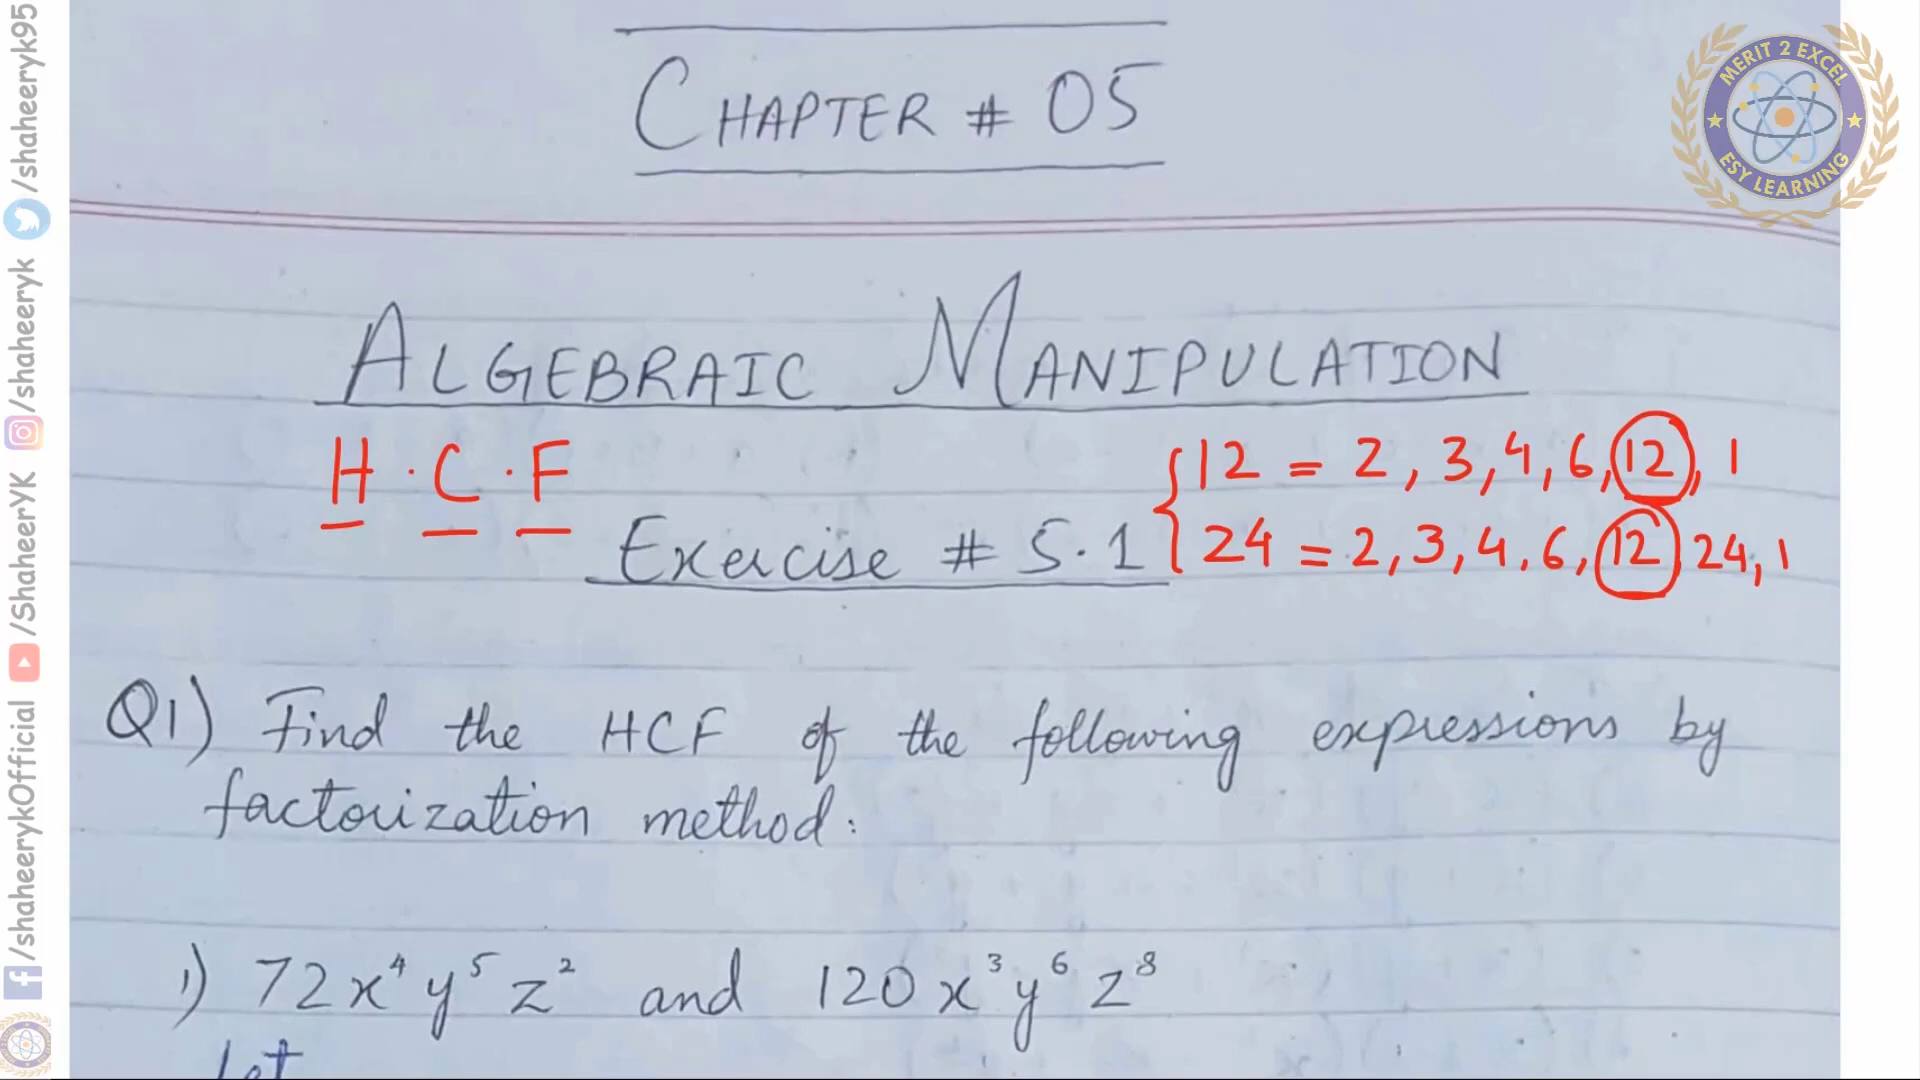 CHAPTER # 05
MERIT 2 EXCEL
ESY LEARNING
ALGEBRAIC MANIPULATION
H . C . F
12 = 2, 3, 4, 6, 12, 1
24 = 2, 3, 4, 6, 12 24, 1
Exercise # 5.1
Q1) Find the HCF of the following expressions by
factorization method:
1) 72x⁴y⁵z² and 120x³y⁶z⁸
Let
/shaheerykOfficial
/ShaheerYK
/shaheeryk
/shaheeryk95